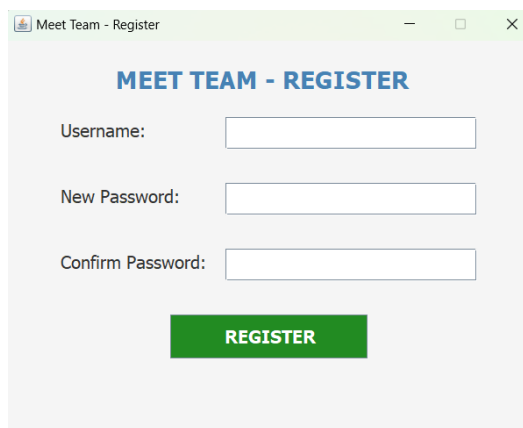 Meet Team - Register
MEET TEAM - REGISTER
Username:
New Password:
Confirm Password:
REGISTER